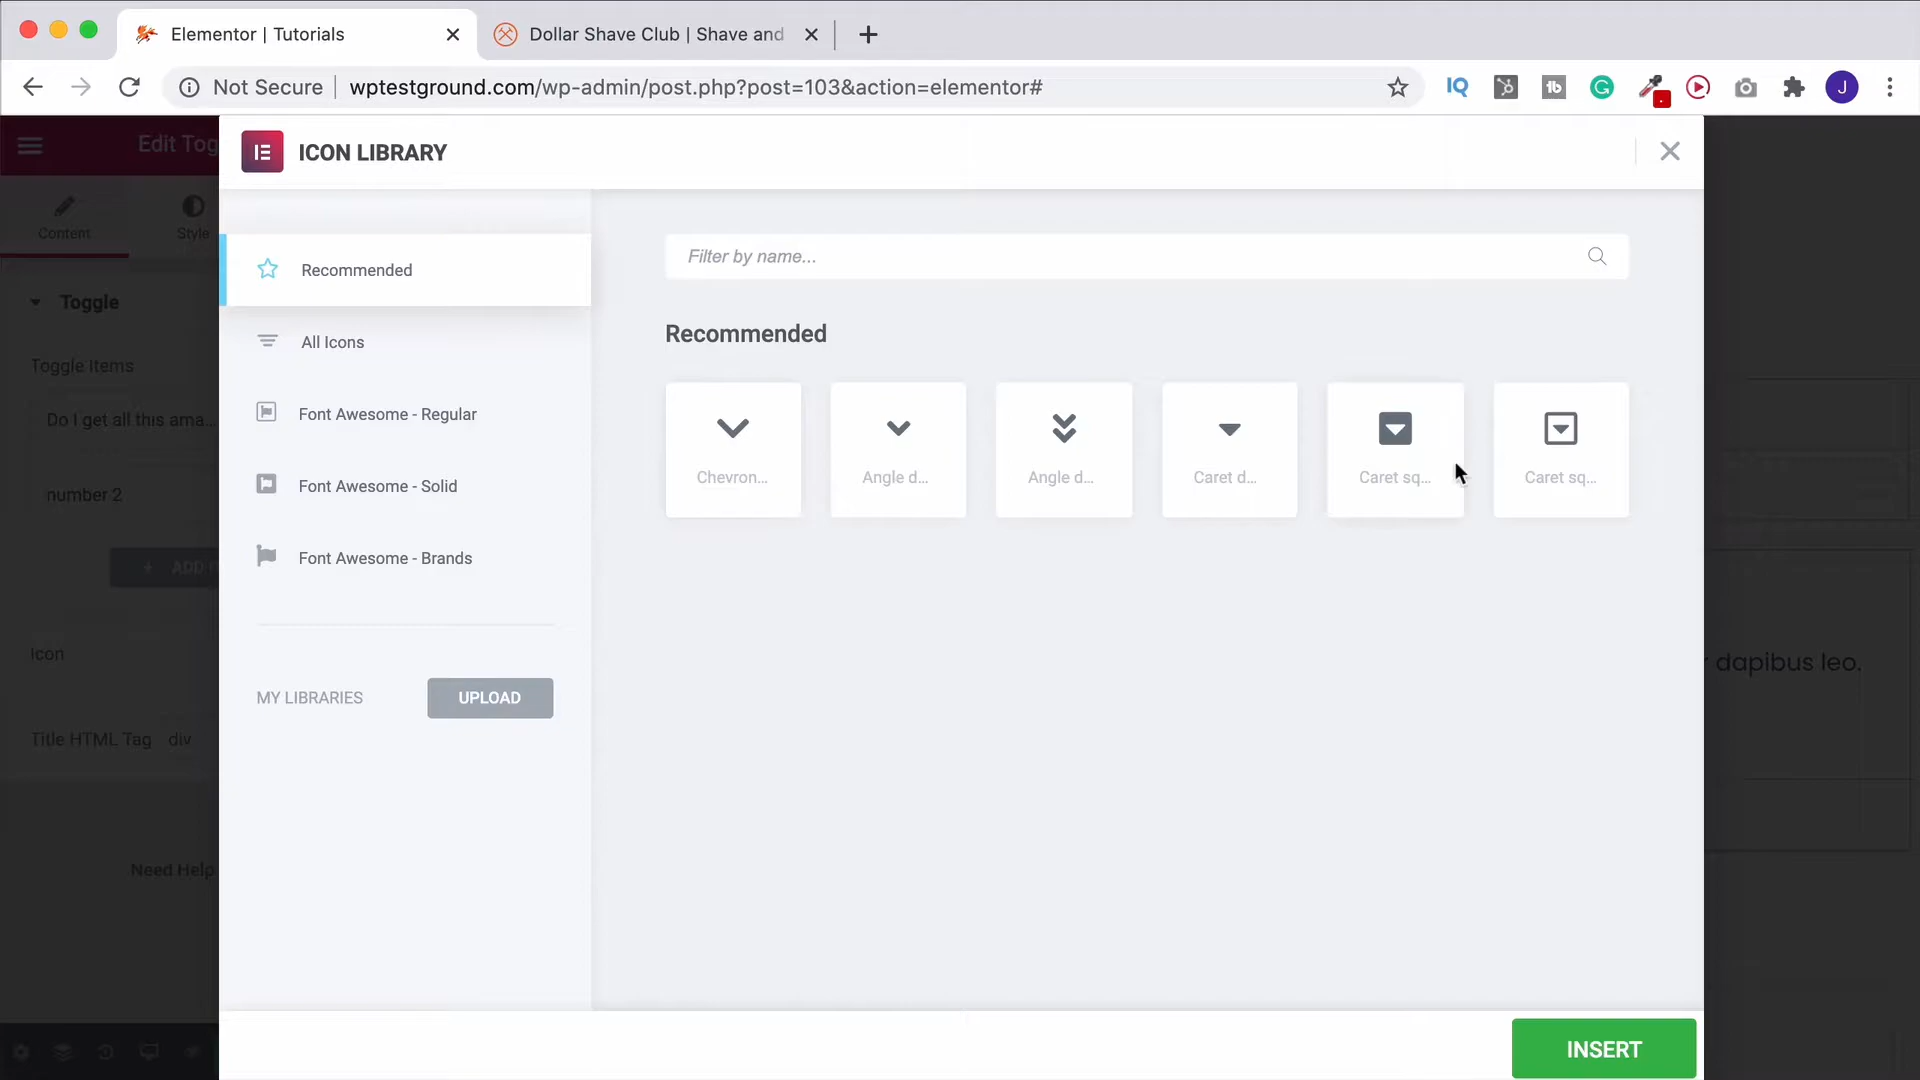 Elementor | Tutorials
Dollar Shave Club | Shave and
Not Secure
wptestground.com/wp-admin/post.php?post=103&action=elementor#
IQ
tb
J
Edit Tog
ICON LIBRARY
Content
Style
Recommended
Filter by name...
Toggle
Recommended
All Icons
Toggle Items
Do I get all this ama...
Font Awesome - Regular
Chevron...
Angle d...
Angle d...
Caret d...
Caret sq...
Caret sq...
Font Awesome - Solid
number 2
Font Awesome - Brands
ADD
Icon
r dapibus leo.
MY LIBRARIES
UPLOAD
Title HTML Tag
div
Need Help
INSERT